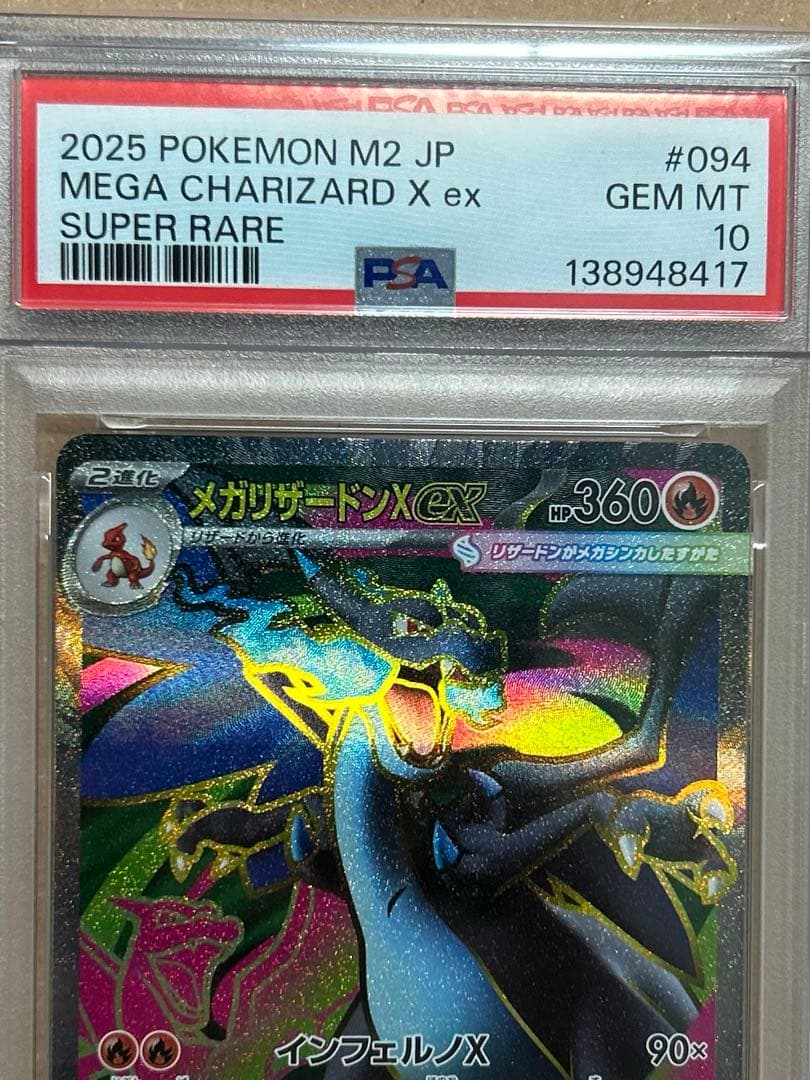 2025 POKEMON M2 JP #094
MEGA CHARIZARD X ex GEM MT
SUPER RARE 10
PSA 138948417
2進化
メガリザードンXex HP360
リザードから進化
リザードンがメガシンカしたすがた
インフェルノX 90×